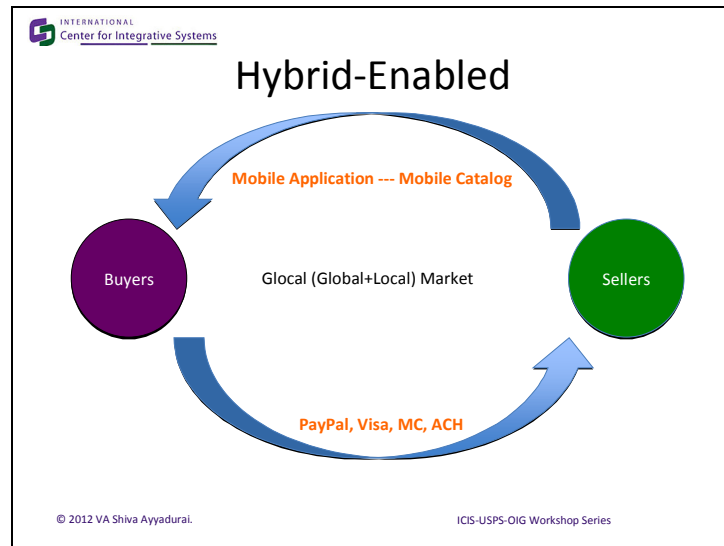 INTERNATIONAL
Center for Integrative Systems
Hybrid-Enabled
Mobile Application --- Mobile Catalog
Buyers
Glocal (Global+Local) Market
Sellers
PayPal, Visa, MC, ACH
© 2012 VA Shiva Ayyadurai.
ICIS-USPS-OIG Workshop Series